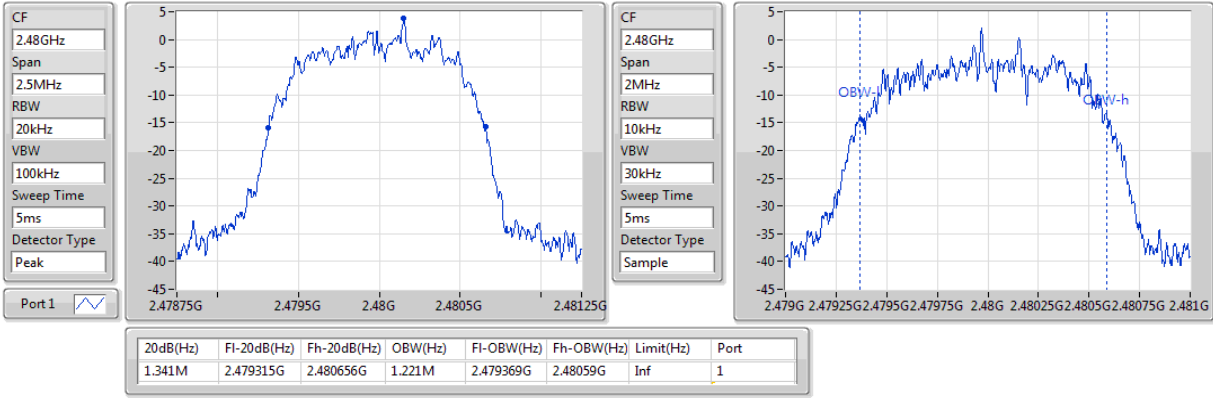 CF
2.48GHz
Span
2.5MHz
RBW
20kHz
VBW
100kHz
Sweep Time
5ms
Detector Type
Peak
Port 1
5
0
-5
-10
-15
-20
-25
-30
-35
-40
-45
2.47875G 2.4795G 2.48G 2.4805G 2.48125G
CF
2.48GHz
Span
2MHz
RBW
10kHz
VBW
30kHz
Sweep Time
5ms
Detector Type
Sample
5
0
-5
-10
-15
-20
-25
-30
-35
-40
-45
OBW-l
OBW-h
2.479G 2.47925G 2.4795G 2.47975G 2.48G 2.48025G 2.4805G 2.48075G 2.481G
20dB(Hz) Fl-20dB(Hz) Fh-20dB(Hz) OBW(Hz) Fl-OBW(Hz) Fh-OBW(Hz) Limit(Hz) Port
1.341M 2.479315G 2.480656G 1.221M 2.479369G 2.48059G Inf 1